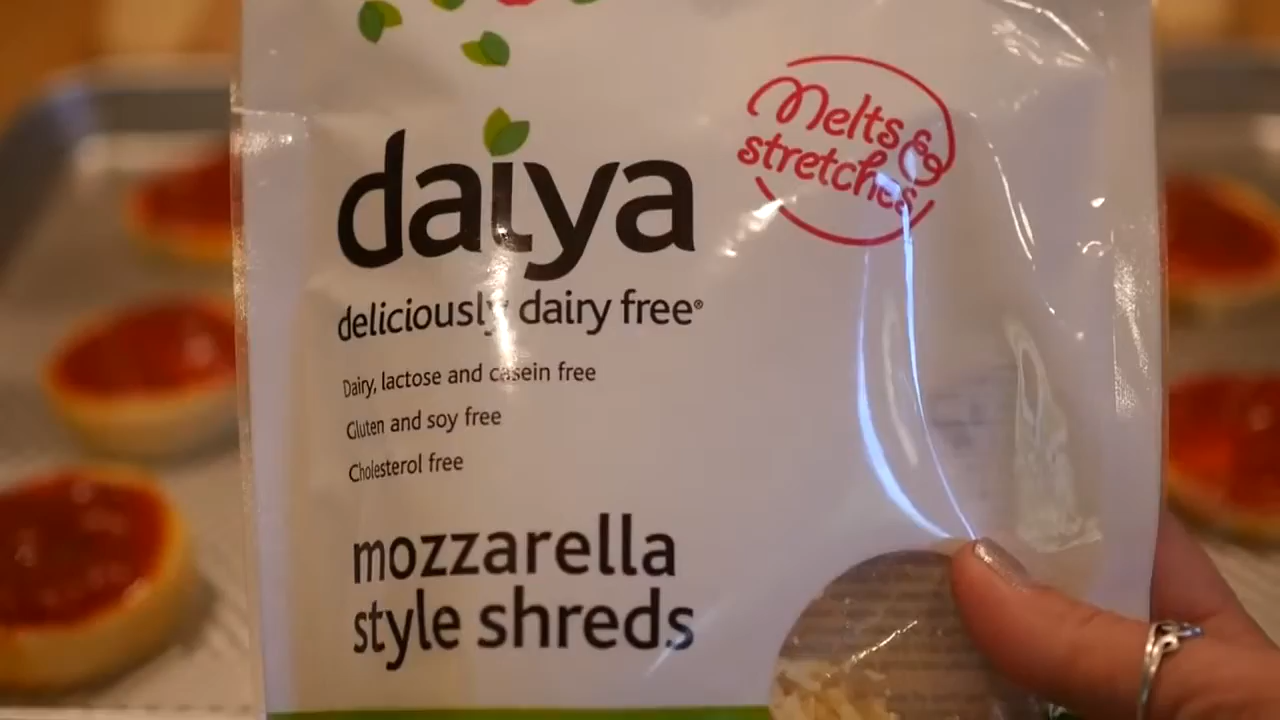 Melts &
stretches
daiya
deliciously dairy free®
Dairy, lactose and casein free
Gluten and soy free
Cholesterol free
mozzarella
style shreds